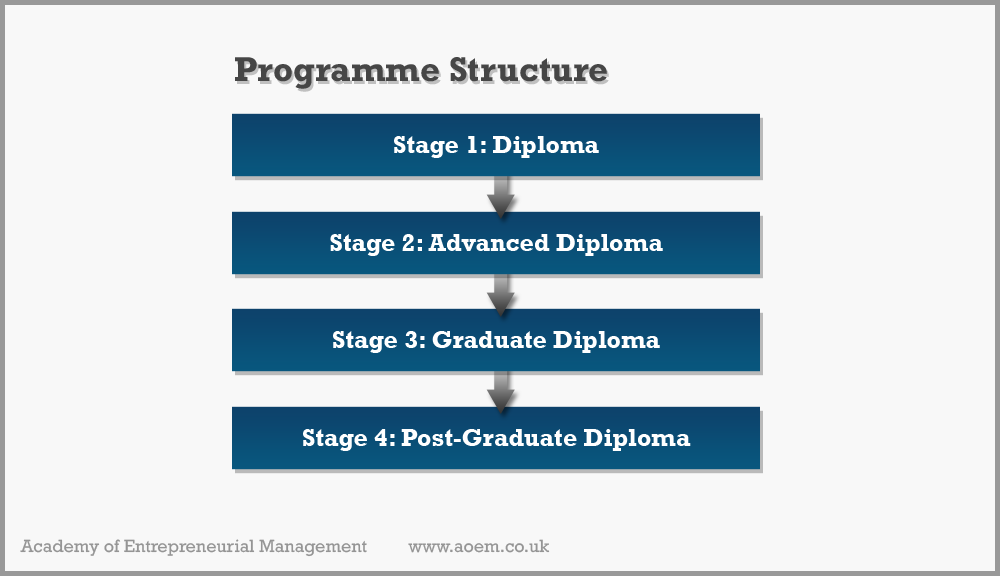 Programme Structure
Stage 1: Diploma
Stage 2: Advanced Diploma
Stage 3: Graduate Diploma
Stage 4: Post-Graduate Diploma
Academy of Entrepreneurial Management www.aoem.co.uk